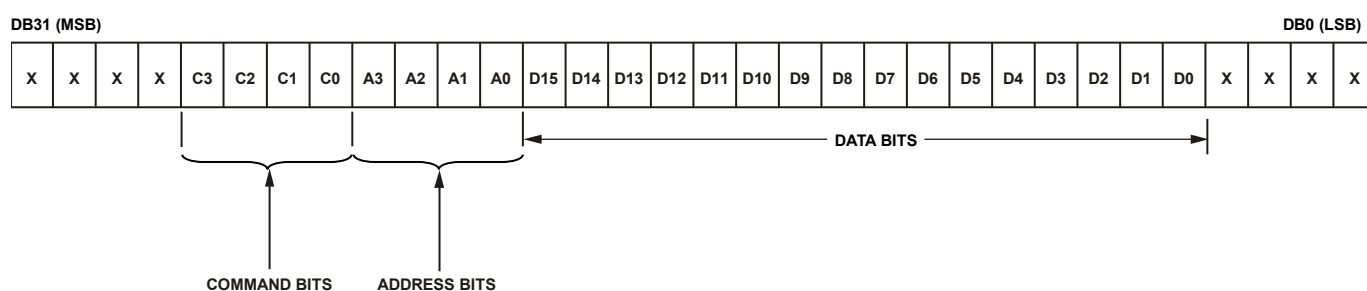 DB31 (MSB) DB0 (LSB)
X X X X C3 C2 C1 C0 A3 A2 A1 A0 D15 D14 D13 D12 D11 D10 D9 D8 D7 D6 D5 D4 D3 D2 D1 D0 X X X X
DATA BITS
COMMAND BITS ADDRESS BITS